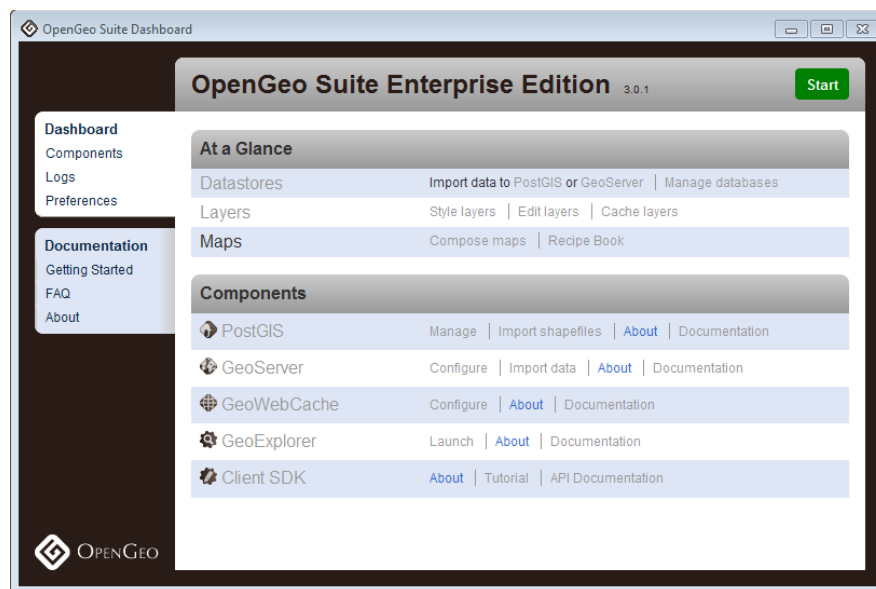 OpenGeo Suite Dashboard
OpenGeo Suite Enterprise Edition 3.0.1 Start
Dashboard
Components
Logs
Preferences
Documentation
Getting Started
FAQ
About
At a Glance
Datastores Import data to PostGIS or GeoServer | Manage databases
Layers Style layers | Edit layers | Cache layers
Maps Compose maps | Recipe Book
Components
PostGIS Manage | Import shapefiles | About | Documentation
GeoServer Configure | Import data | About | Documentation
GeoWebCache Configure | About | Documentation
GeoExplorer Launch | About | Documentation
Client SDK About | Tutorial | API Documentation
OPENGEO